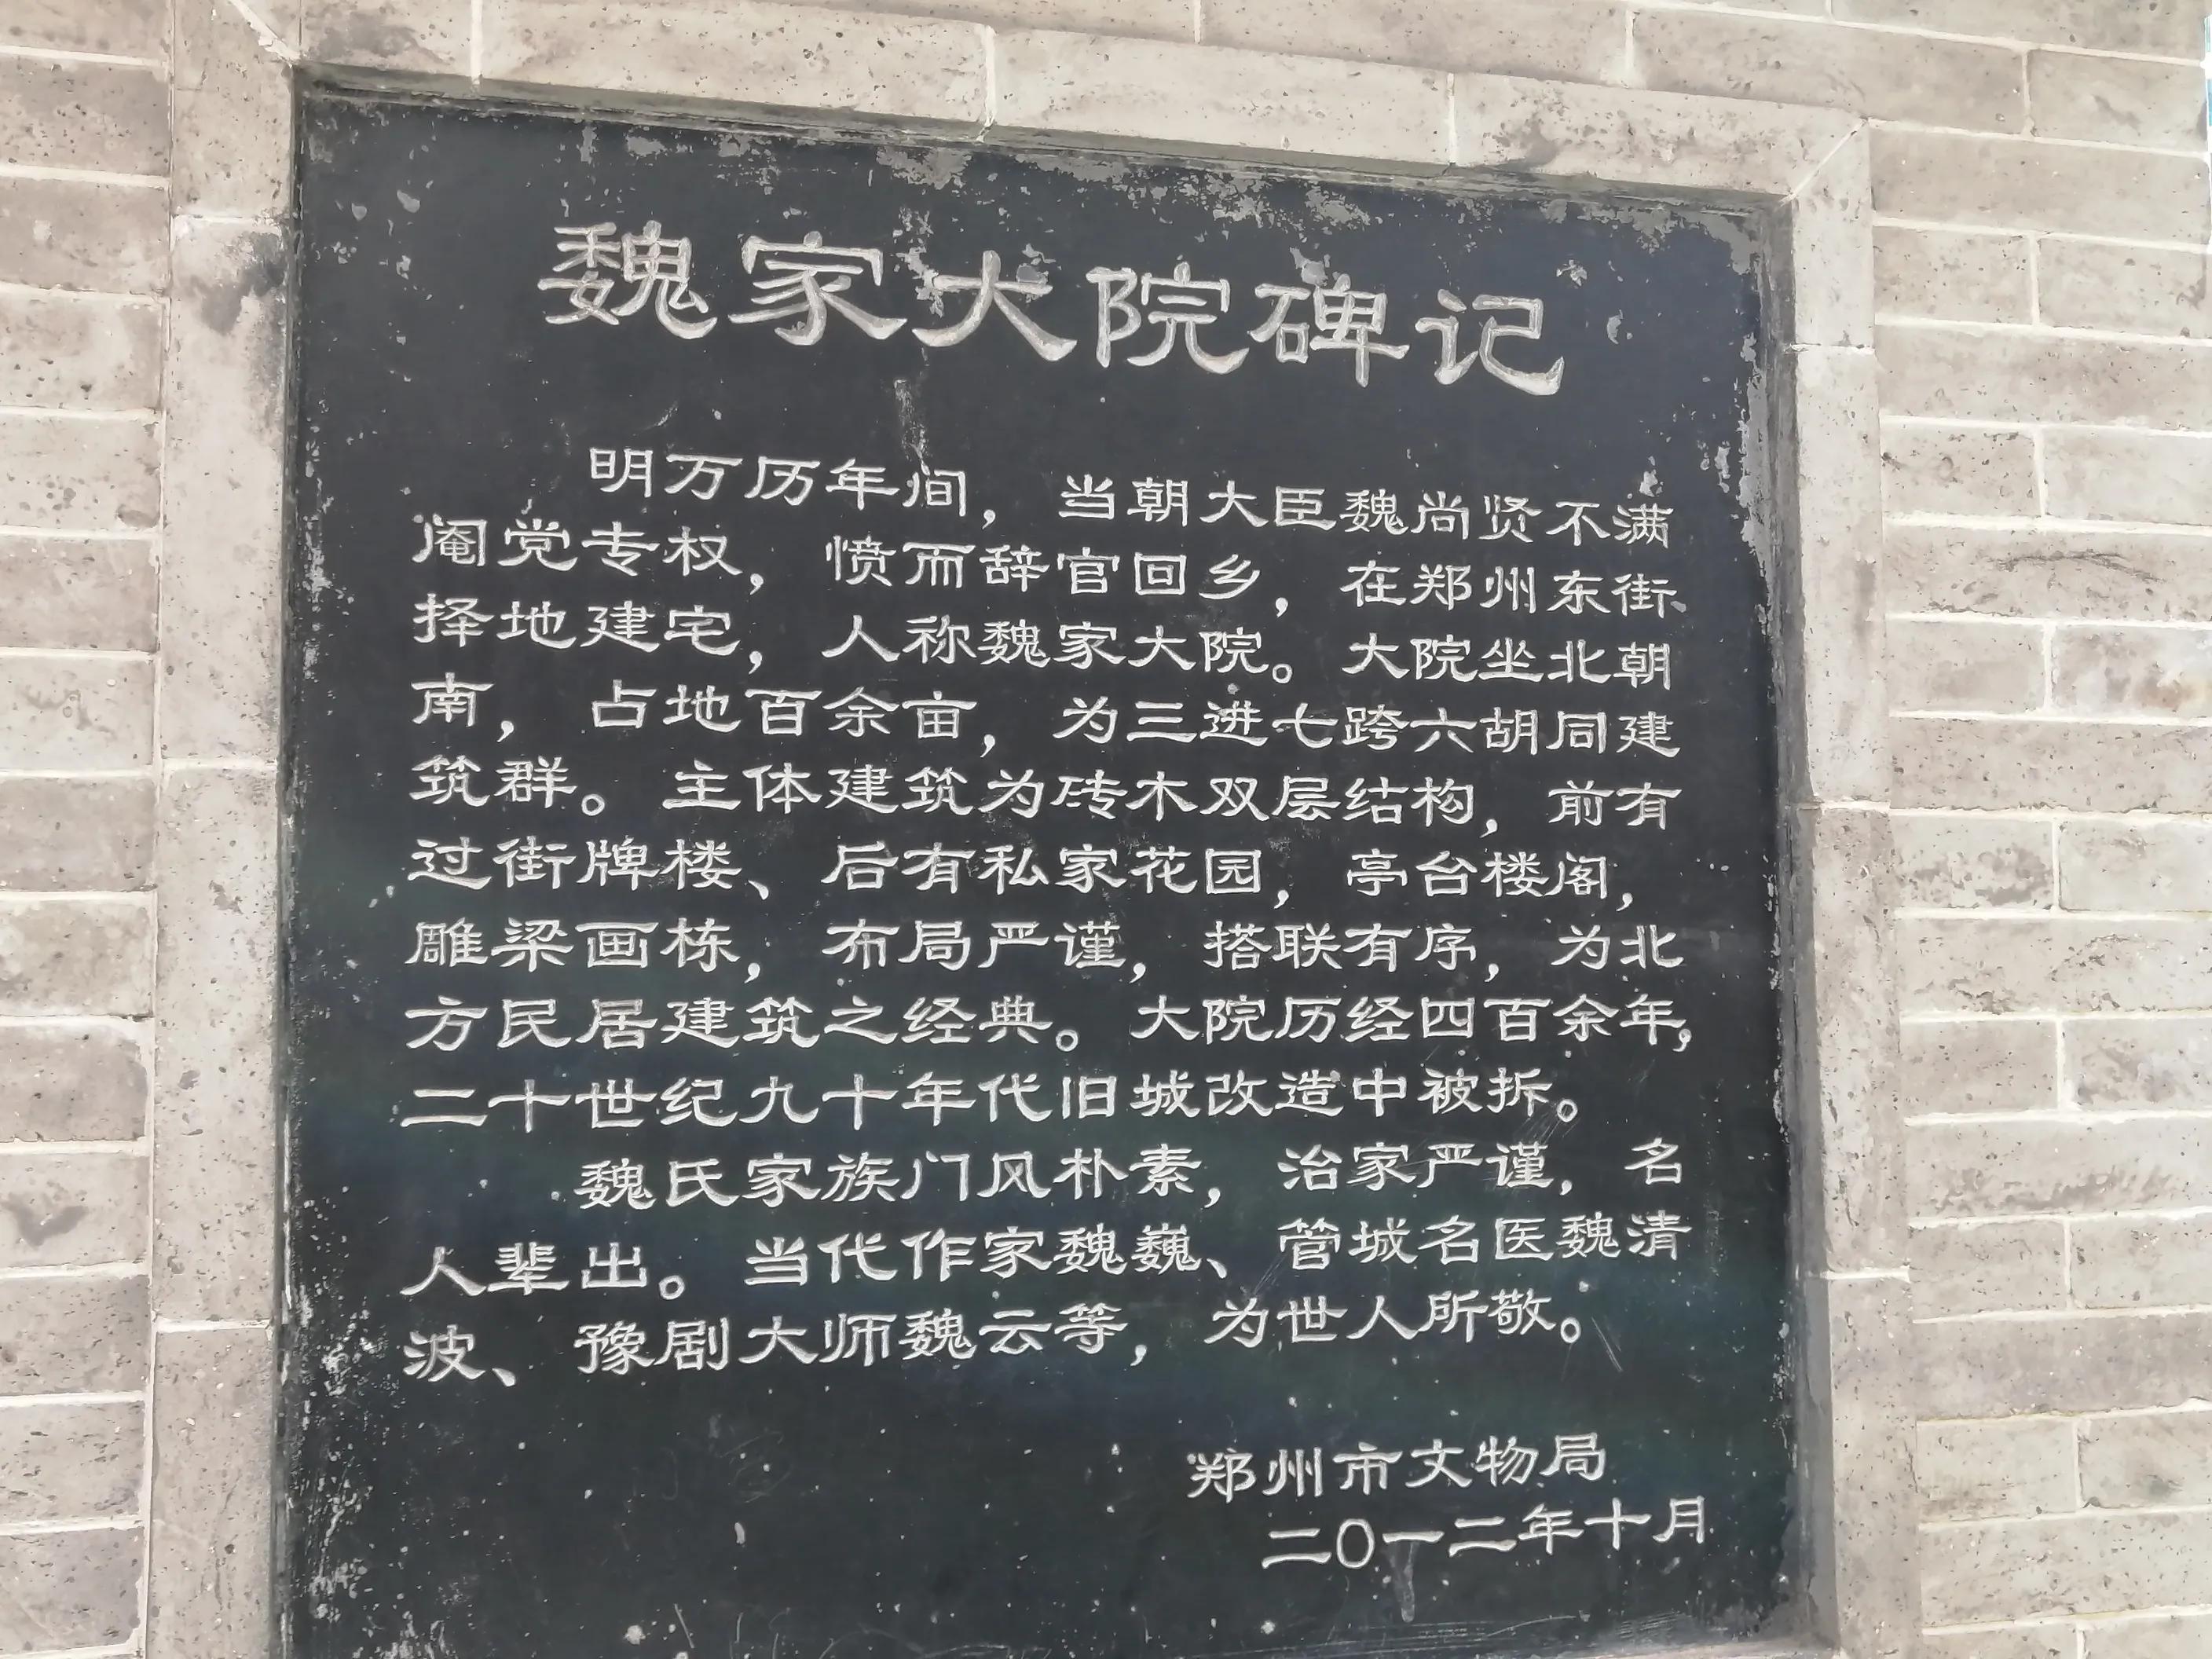 魏家大院碑记
明万历年间，当朝大臣魏尚贤不满
阉党专权，愤而辞官回乡，在郑州东街
择地建宅，人称魏家大院。大院坐北朝
南，占地百余亩，为三进七跨六胡同建
筑群。主体建筑为砖木双层结构，前有
过街牌楼、后有私家花园，亭台楼阁，
雕梁画栋，布局严谨，搭联有序，为北
方民居建筑之经典。大院历经四百余年，
二十世纪九十年代旧城改造中被拆。
魏氏家族门风朴素，治家严谨，名
人辈出。当代作家魏巍、管城名医魏清
波、豫剧大师魏云等，为世人所敬。
郑州市文物局
二〇一二年十月